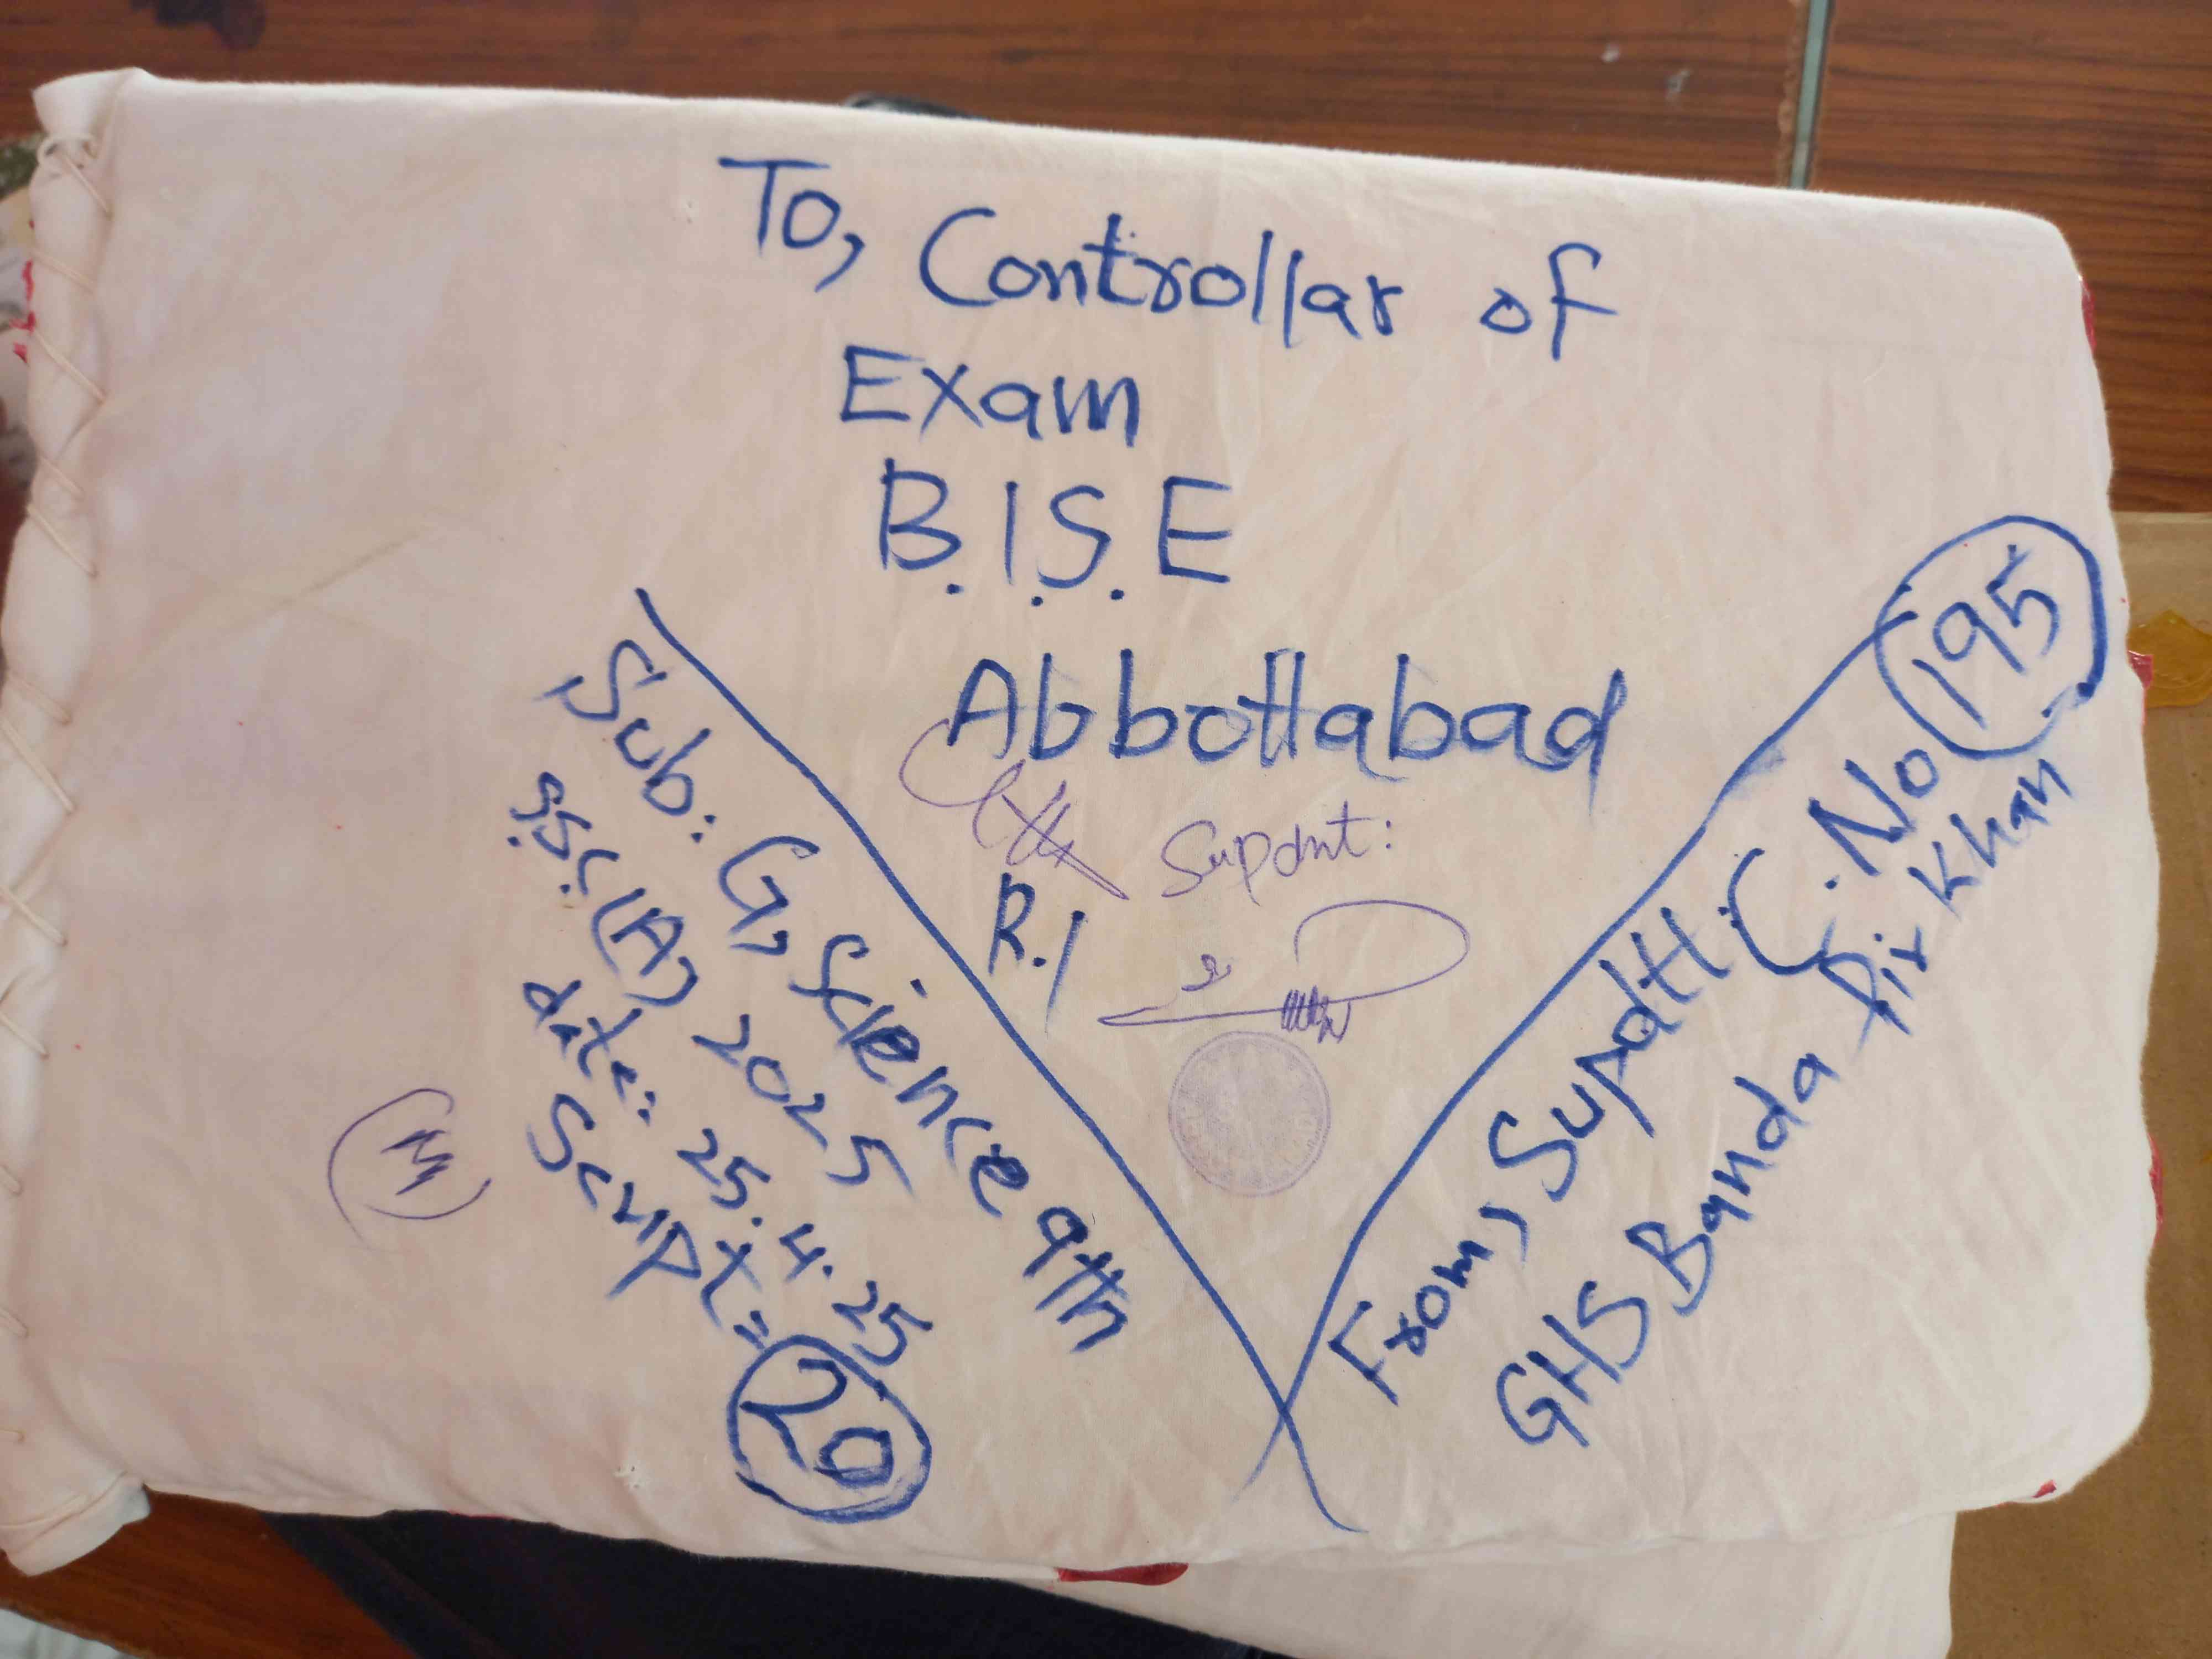 To, Controllar of
Exam
B.I.S.E
Abbottabad
Supdnt:
R.I
Sub: G, Science 9th
SSC (A) 2025
date: 25.4.25
Script: 20
From, Supdtt: C.No 195
GHS Banda Pir Khan